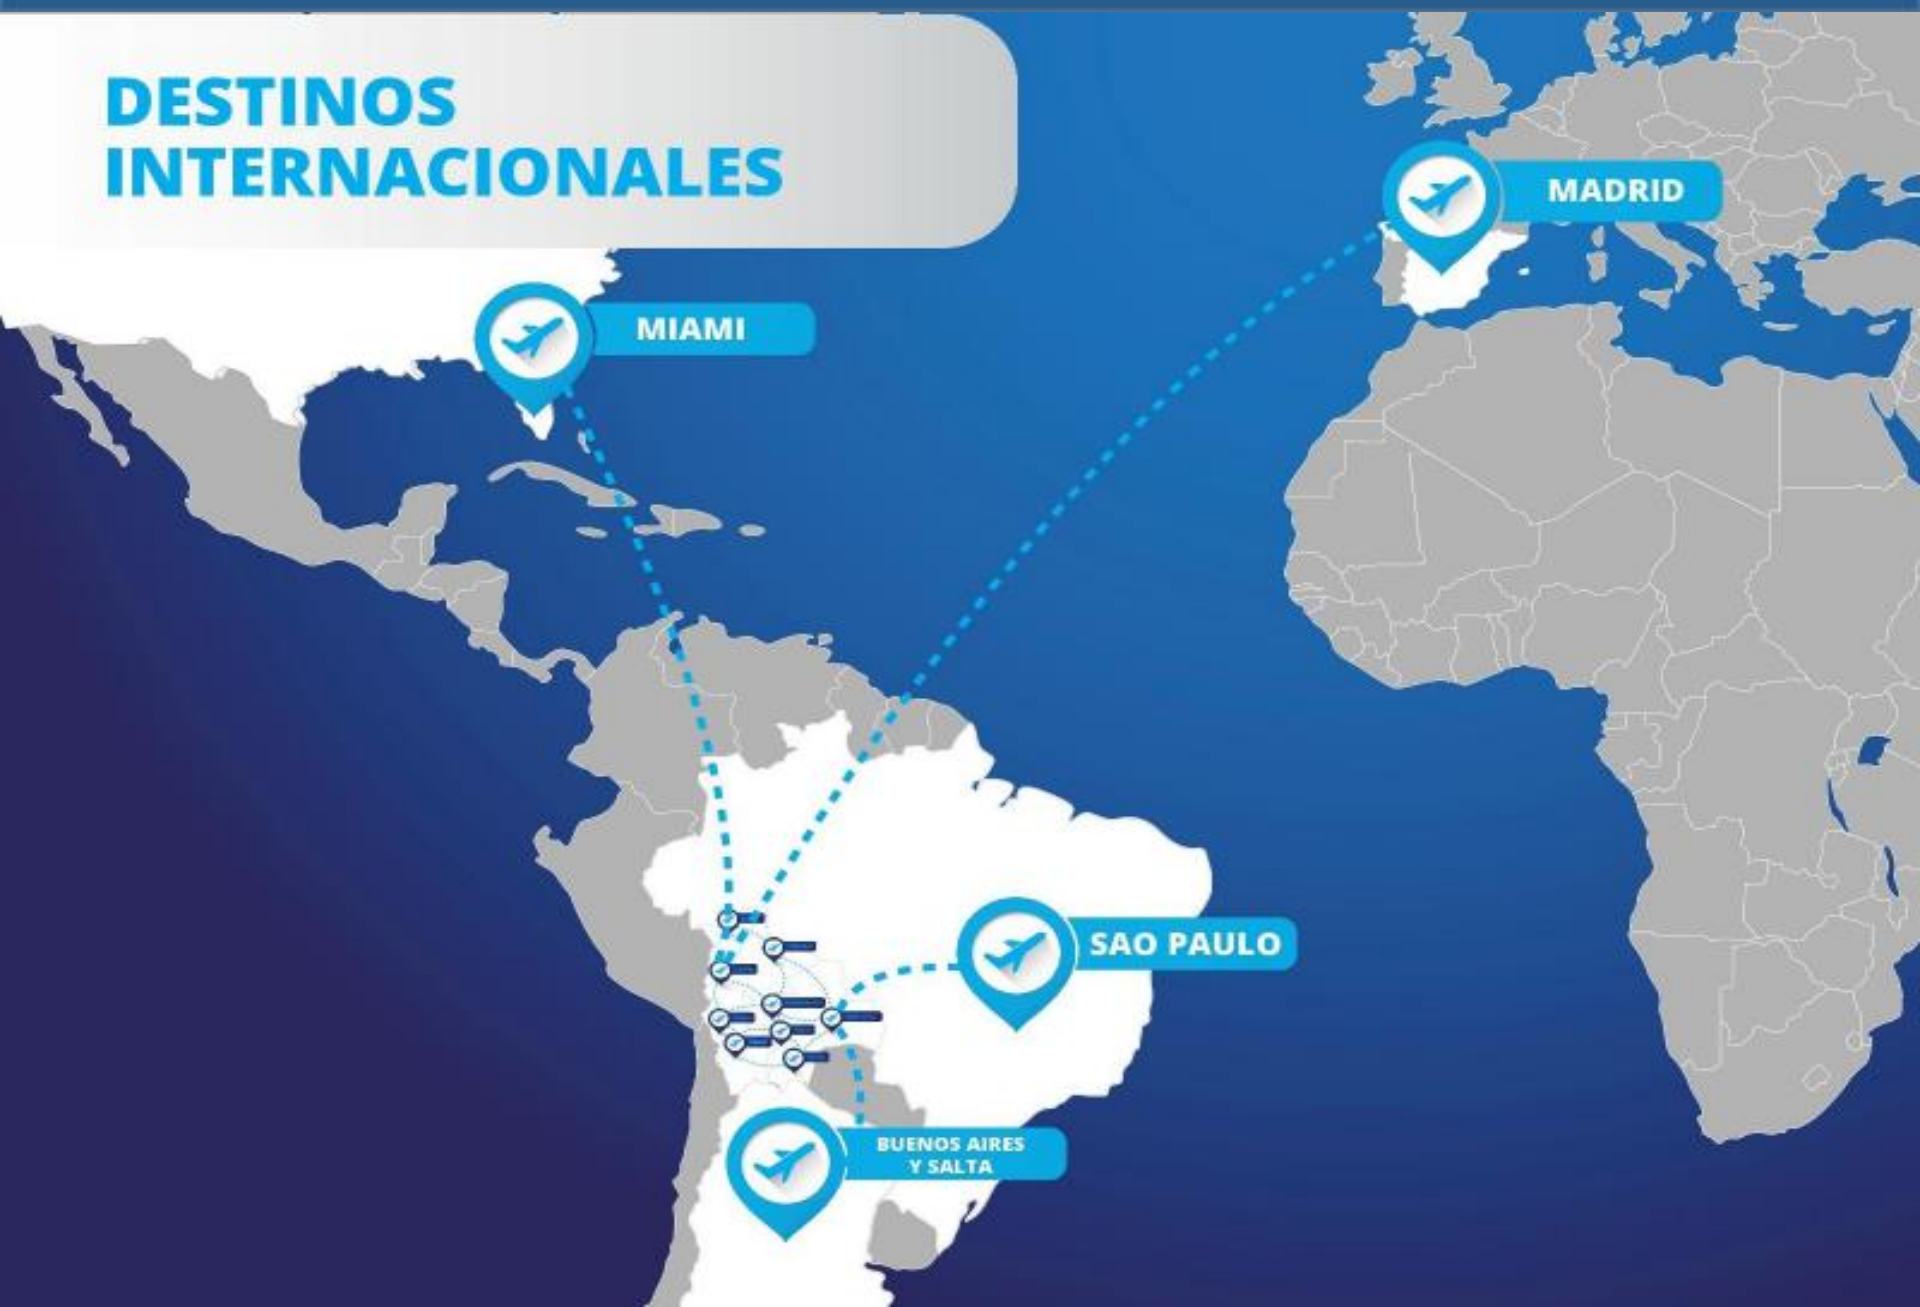 DESTINOS
INTERNACIONALES
MADRID
MIAMI
SAO PAULO
BUENOS AIRES
Y SALTA